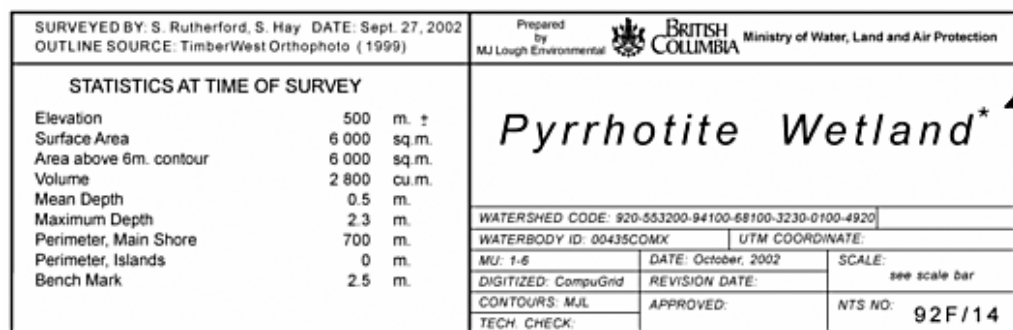 SURVEYED BY: S. Rutherford, S. Hay DATE: Sept. 27, 2002
OUTLINE SOURCE: TimberWest Orthophoto (1999)
STATISTICS AT TIME OF SURVEY
Elevation 500 m. ±
Surface Area 6 000 sq.m.
Area above 6m. contour 6 000 sq.m.
Volume 2 800 cu.m.
Mean Depth 0.5 m.
Maximum Depth 2.3 m.
Perimeter, Main Shore 700 m.
Perimeter, Islands 0 m.
Bench Mark 2.5 m.
Prepared
by
MJ Lough Environmental
BRITISH
COLUMBIA
Ministry of Water, Land and Air Protection
Pyrrhotite Wetland*
WATERSHED CODE: 920-553200-94100-68100-3230-0100-4920
WATERBODY ID: 00435COMX UTM COORDINATE:
MU: 1-6 DATE: October, 2002 SCALE:
see scale bar
DIGITIZED: CompuGrid REVISION DATE:
CONTOURS: MJL APPROVED: NTS NO: 92F/14
TECH. CHECK: